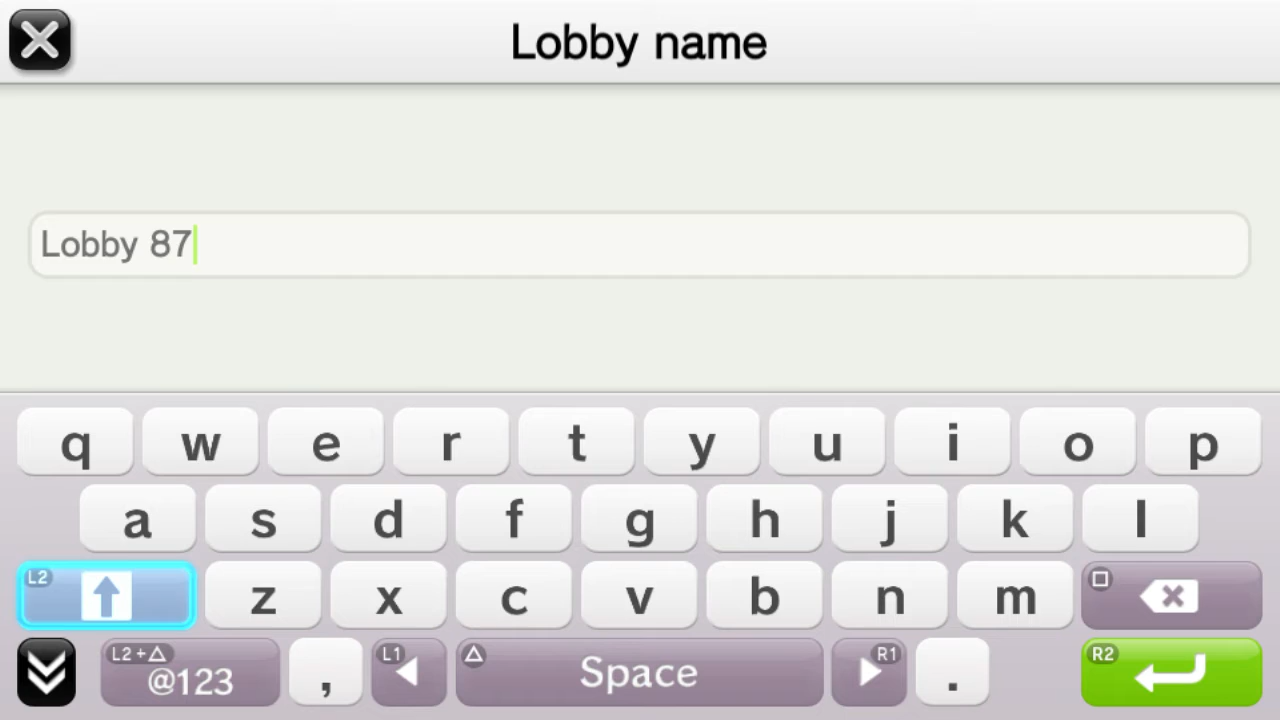 Lobby name
Lobby 87
q w e r t y u i o p
a s d f g h j k l
L2 z x c v b n m
L2+△ @123 , L1 △ Space R1 . R2